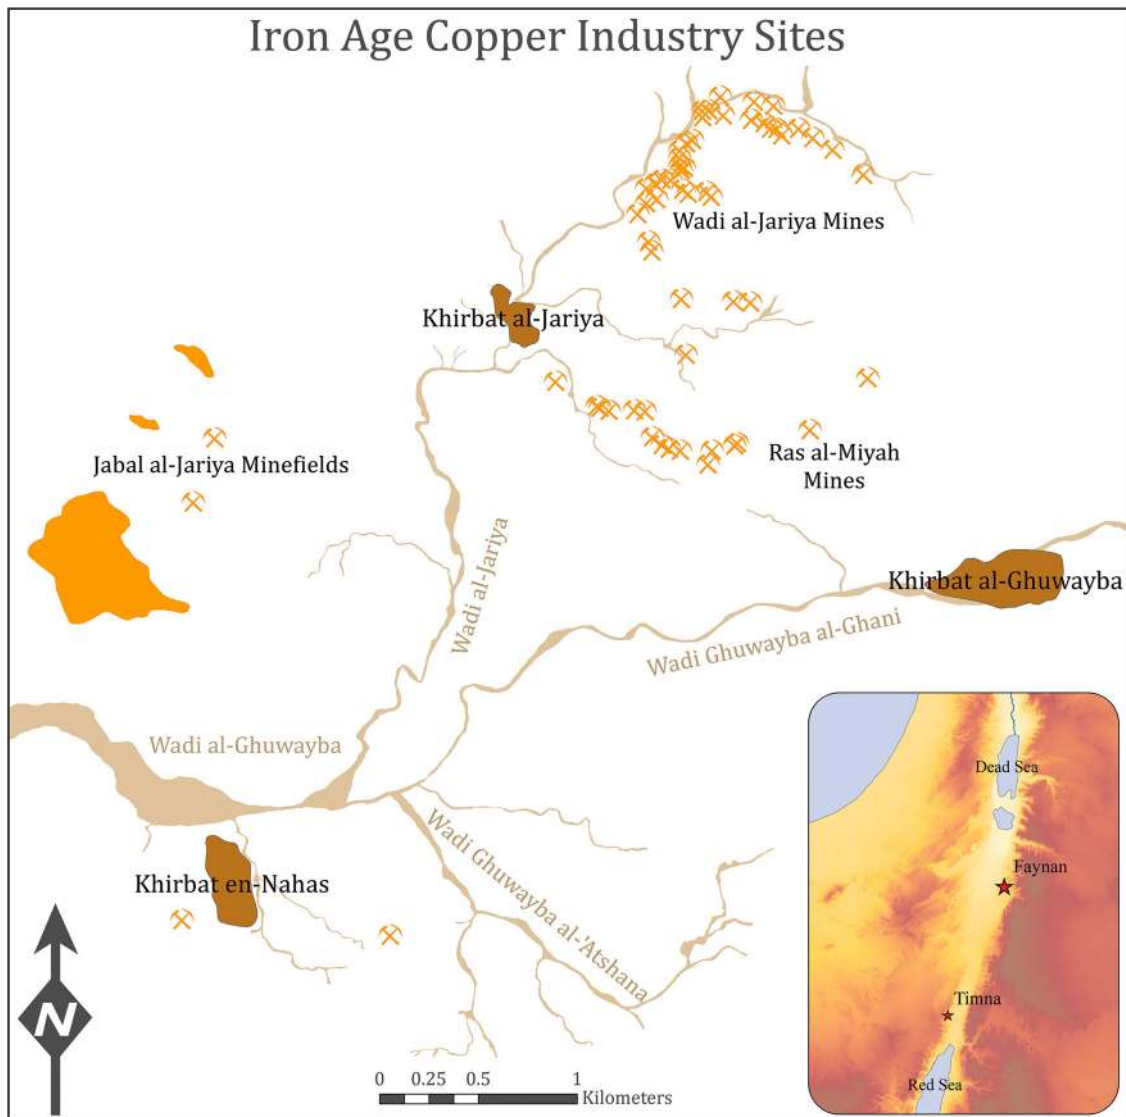 Iron Age Copper Industry Sites
Wadi al-Jariya Mines
Khirbat al-Jariya
Jabal al-Jariya Minefields
Ras al-Miyah
Mines
Wadi al-Jariya
Khirbat al-Ghuwayba
Wadi Ghuwayba al-Ghani
Wadi al-Ghuwayba
Wadi Ghuwayba al-'Atshana
Khirbat en-Nahas
N
0 0.25 0.5 1
Kilometers
Dead Sea
Faynan
Timna
Red Sea